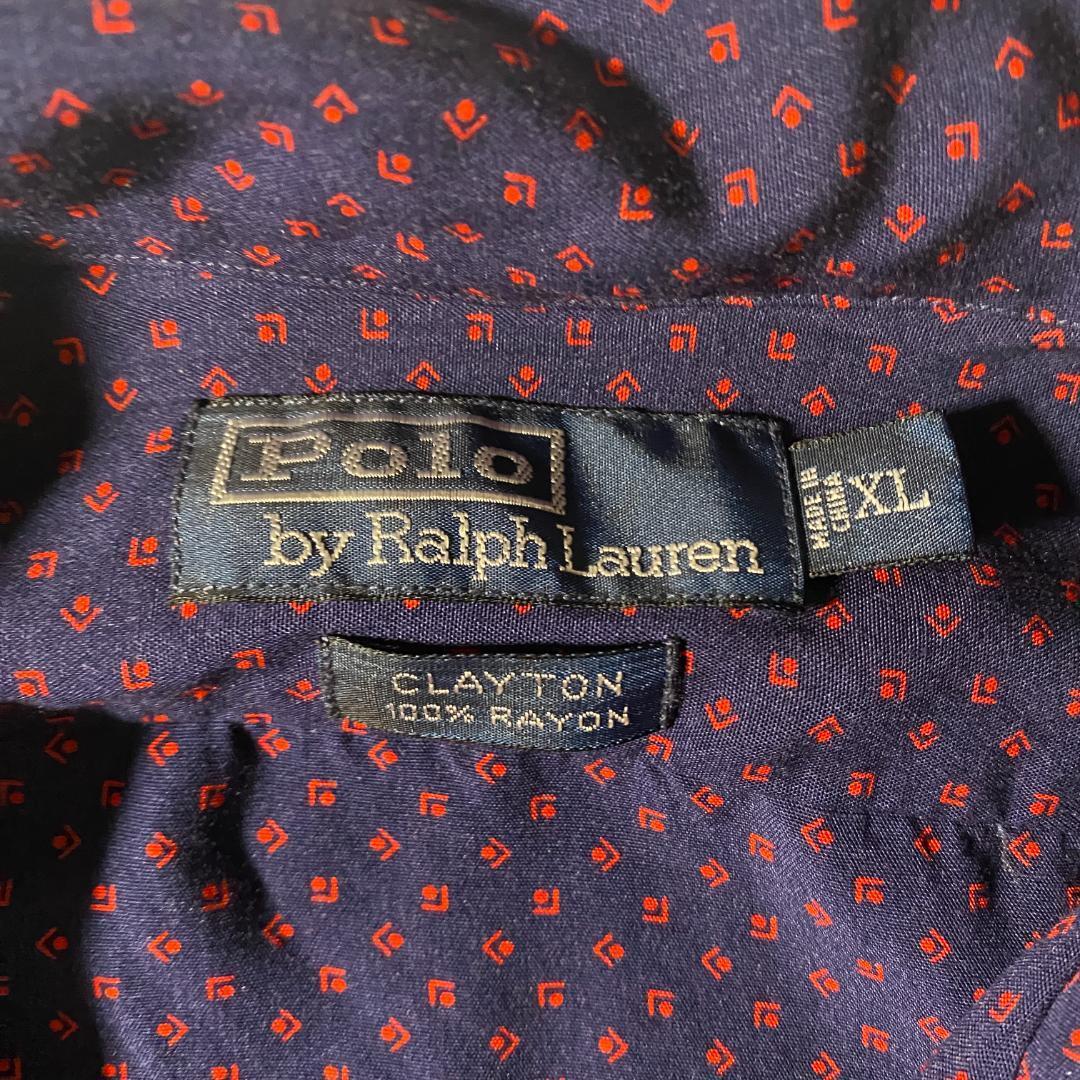 Polo
by Ralph Lauren
MADE IN
CHINA
XL
CLAYTON
100% RAYON